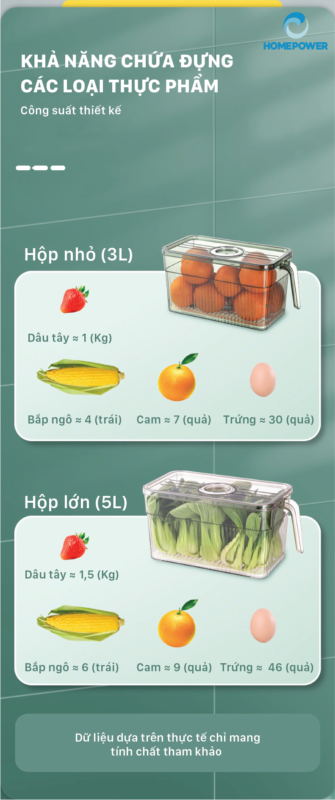 HOMEPOWER
KHẢ NĂNG CHỨA ĐỰNG
CÁC LOẠI THỰC PHẨM
Công suất thiết kế
Hộp nhỏ (3L)
Dâu tây ≈ 1 (Kg)
Bắp ngô ≈ 4 (trái) Cam ≈ 7 (quả) Trứng ≈ 30 (quả)
Hộp lớn (5L)
Dâu tây ≈ 1,5 (Kg)
Bắp ngô ≈ 6 (trái) Cam ≈ 9 (quả) Trứng ≈ 46 (quả)
Dữ liệu dựa trên thực tế chỉ mang
tính chất tham khảo